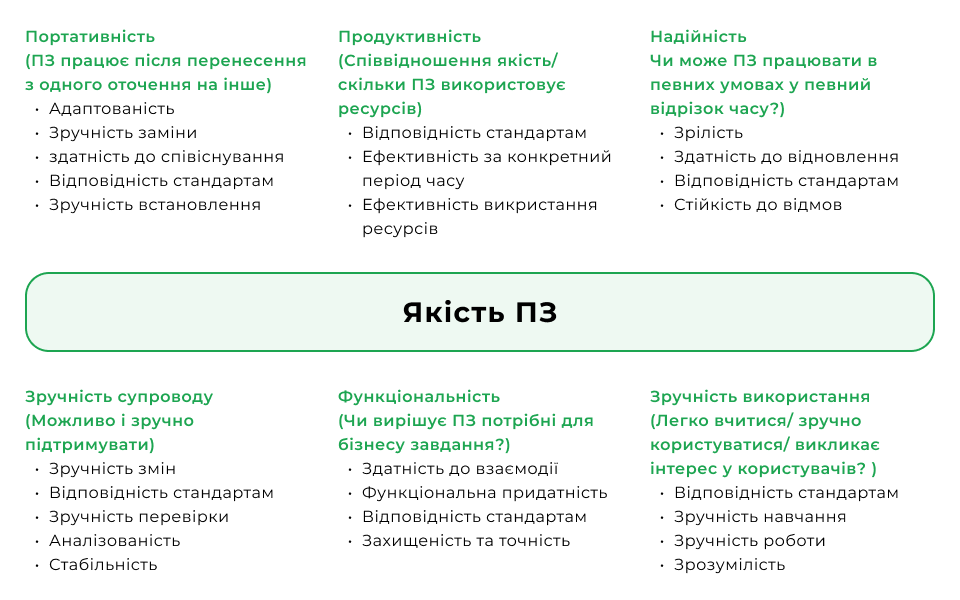 Портативність
(ПЗ працює після перенесення
з одного оточення на інше)
• Адаптованість
• Зручність заміни
• здатність до співіснування
• Відповідність стандартам
• Зручність встановлення
Продуктивність
(Співвідношення якість/
скільки ПЗ використовує
ресурсів)
• Відповідність стандартам
• Ефективність за конкретний
період часу
• Ефективність викристання
ресурсів
Надійність
Чи може ПЗ працювати в
певних умовах у певний
відрізок часу?)
• Зрілість
• Здатність до відновлення
• Відповідність стандартам
• Стійкість до відмов
Якість ПЗ
Зручність супроводу
(Можливо і зручно
підтримувати)
• Зручність змін
• Відповідність стандартам
• Зручність перевірки
• Аналізованість
• Стабільність
Функціональність
(Чи вирішує ПЗ потрібні для
бізнесу завдання?)
• Здатність до взаємодії
• Функціональна придатність
• Відповідність стандартам
• Захищеність та точність
Зручність використання
(Легко вчитися/ зручно
користуватися/ викликає
інтерес у користувачів? )
• Відповідність стандартам
• Зручність навчання
• Зручність роботи
• Зрозумілість